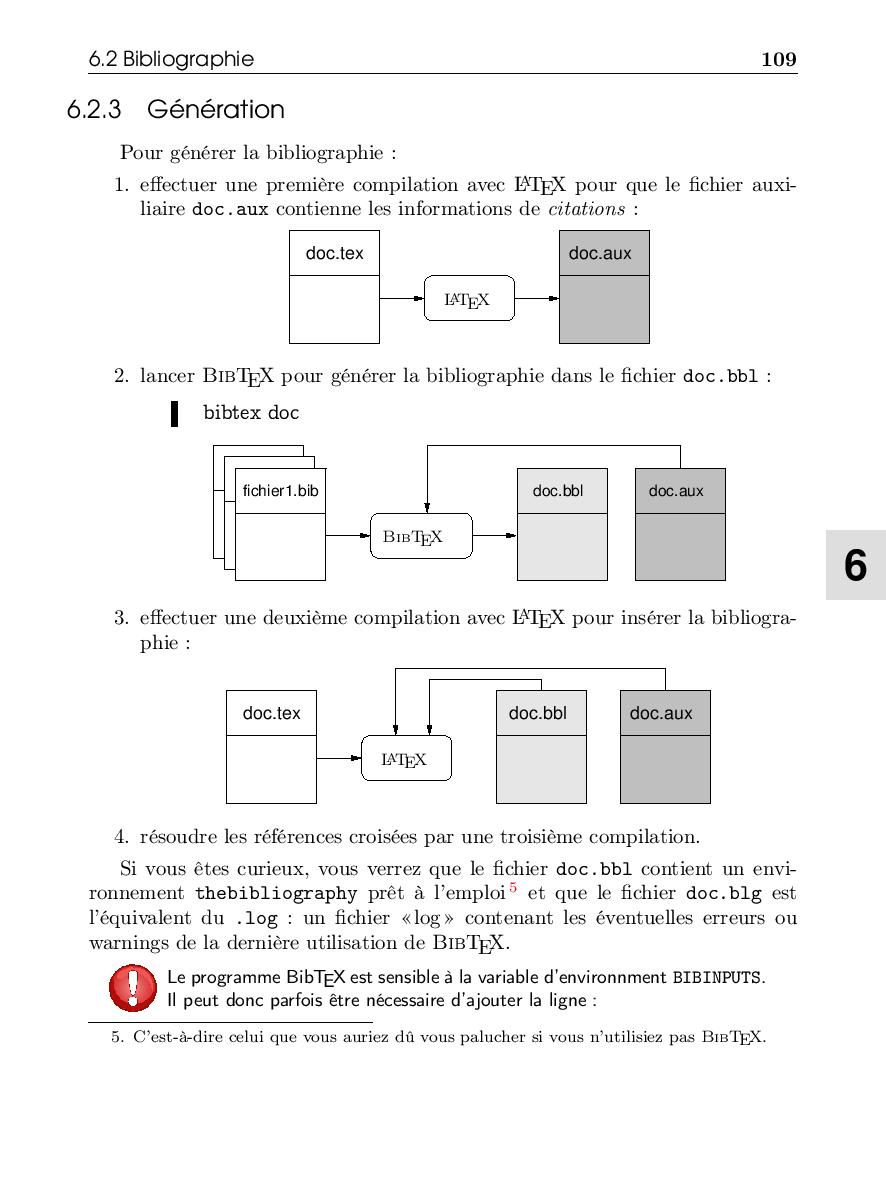 6.2 Bibliographie 109
6.2.3 Génération
Pour générer la bibliographie :
1. effectuer une première compilation avec LATEX pour que le fichier auxi-
liaire doc.aux contienne les informations de citations :
doc.tex doc.aux
LATEX
2. lancer BIBTEX pour générer la bibliographie dans le fichier doc.bbl :
bibtex doc
fichier1.bib doc.bbl doc.aux
BIBTEX
3. effectuer une deuxième compilation avec LATEX pour insérer la bibliogra-
phie :
6
doc.tex doc.bbl doc.aux
LATEX
4. résoudre les références croisées par une troisième compilation.
Si vous êtes curieux, vous verrez que le fichier doc.bbl contient un envi-
ronnement thebibliography prêt à l'emploi 5 et que le fichier doc.blg est
l'équivalent du .log : un fichier « log » contenant les éventuelles erreurs ou
warnings de la dernière utilisation de BIBTEX.
Le programme BibTEX est sensible à la variable d'environnment BIBINPUTS.
Il peut donc parfois être nécessaire d'ajouter la ligne :
5. C'est-à-dire celui que vous auriez dû vous palucher si vous n'utilisiez pas BIBTEX.